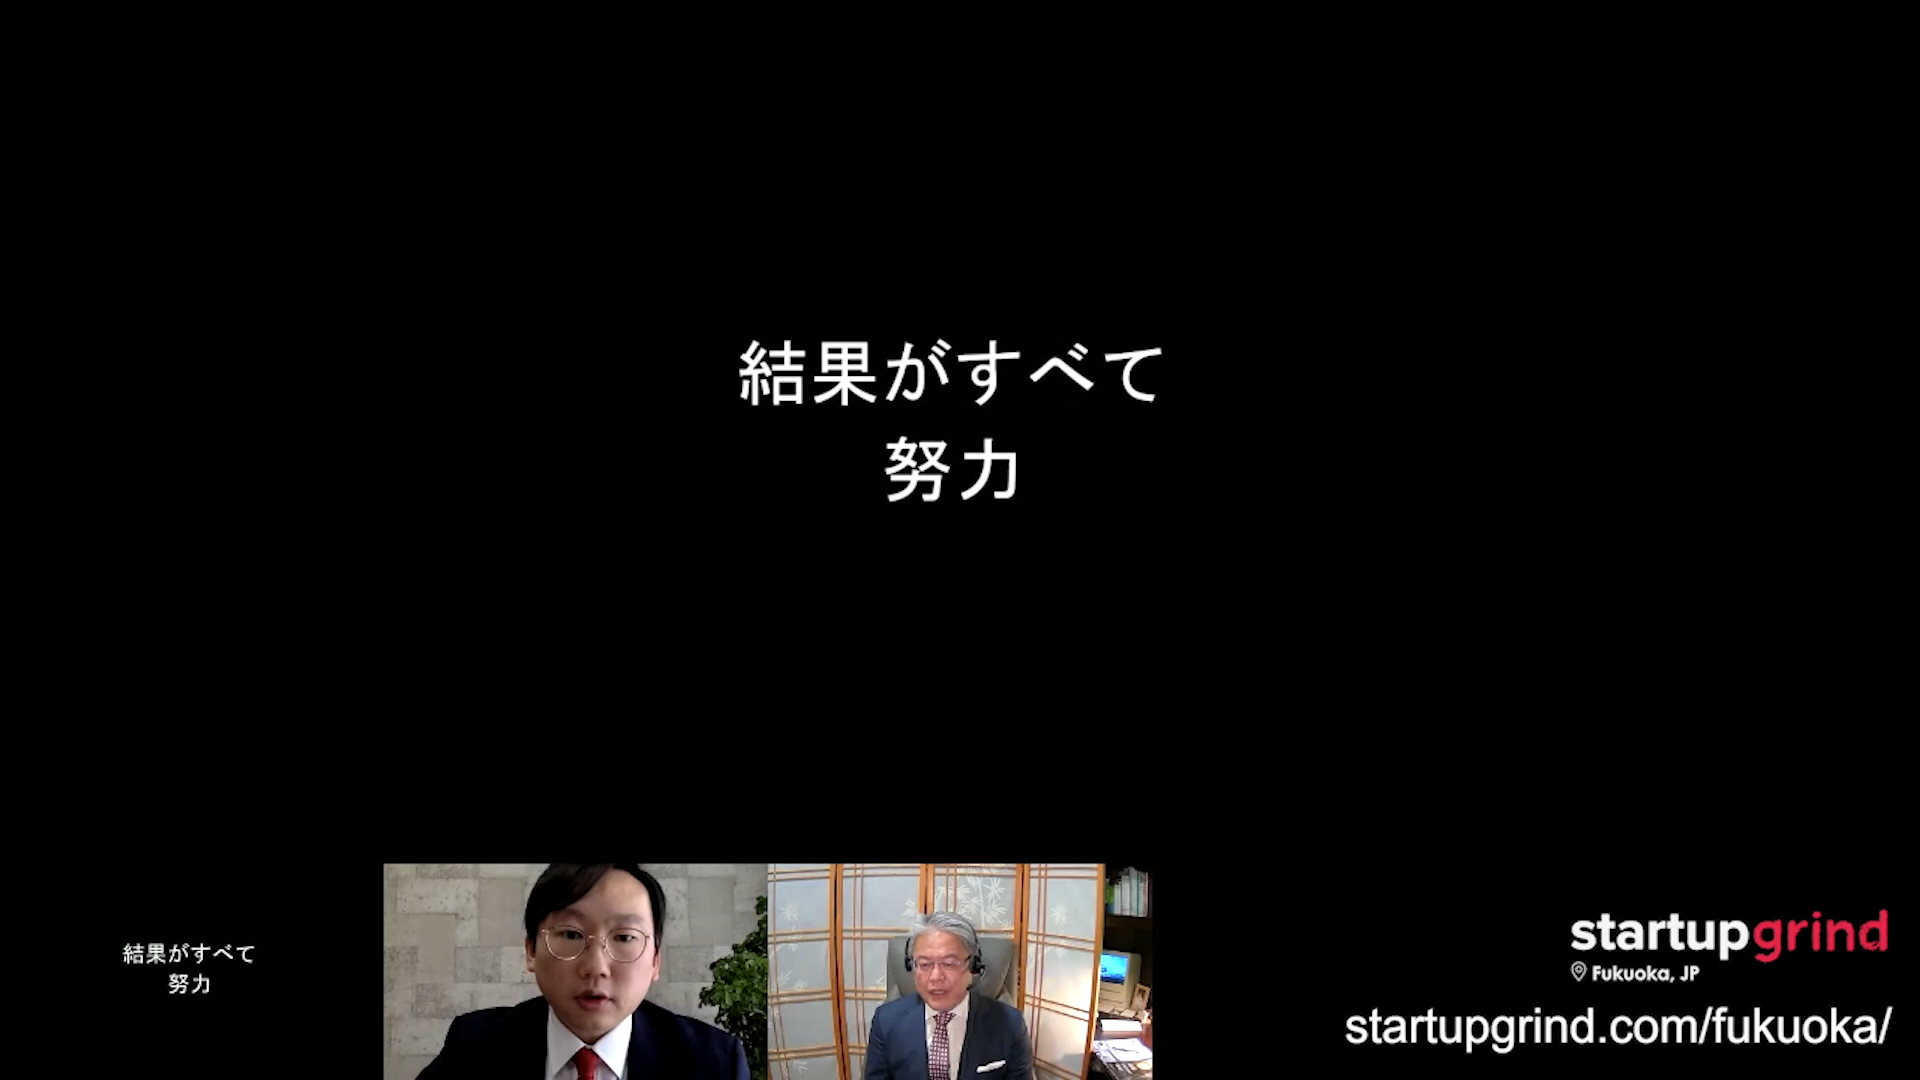 結果がすべて
努力
結果がすべて
努力
startupgrind
Fukuoka, JP
startupgrind.com/fukuoka/